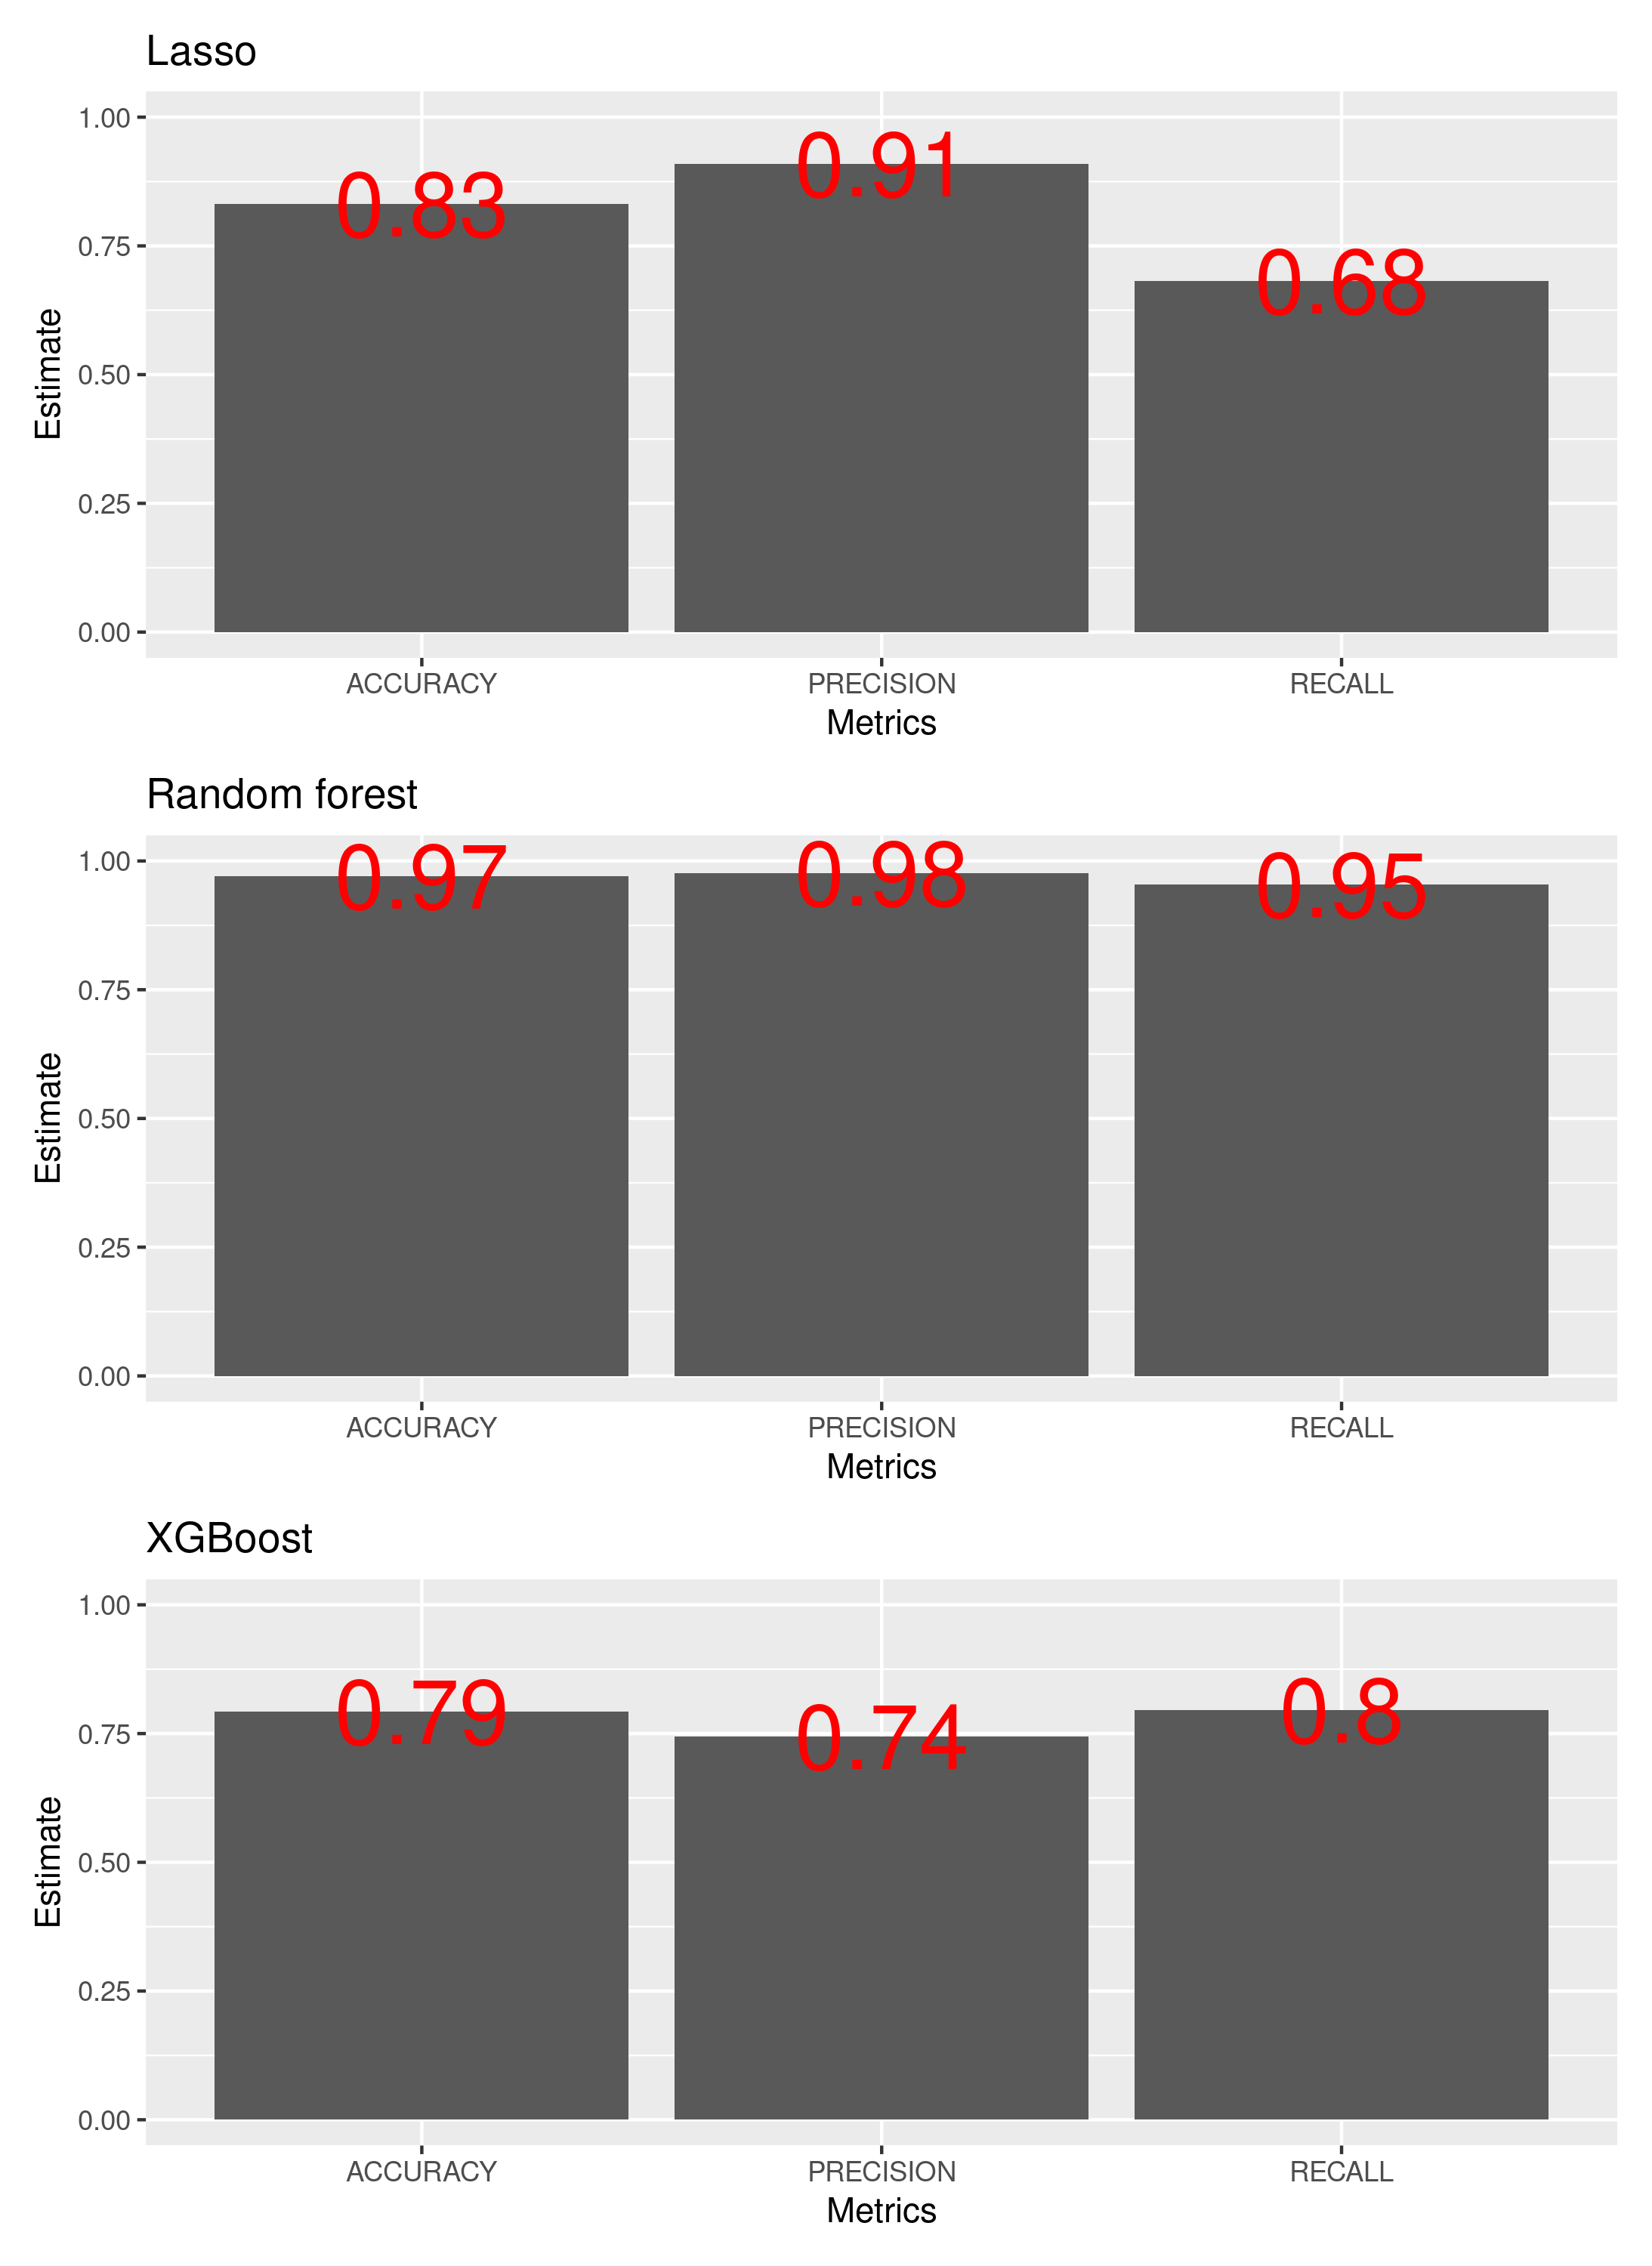 Lasso
1.00
0.75
0.50
0.25
0.00
Estimate
0.83
0.91
0.68
ACCURACY PRECISION RECALL
Metrics
Random forest
1.00
0.75
0.50
0.25
0.00
Estimate
0.97
0.98
0.95
ACCURACY PRECISION RECALL
Metrics
XGBoost
1.00
0.75
0.50
0.25
0.00
Estimate
0.79
0.74
0.8
ACCURACY PRECISION RECALL
Metrics